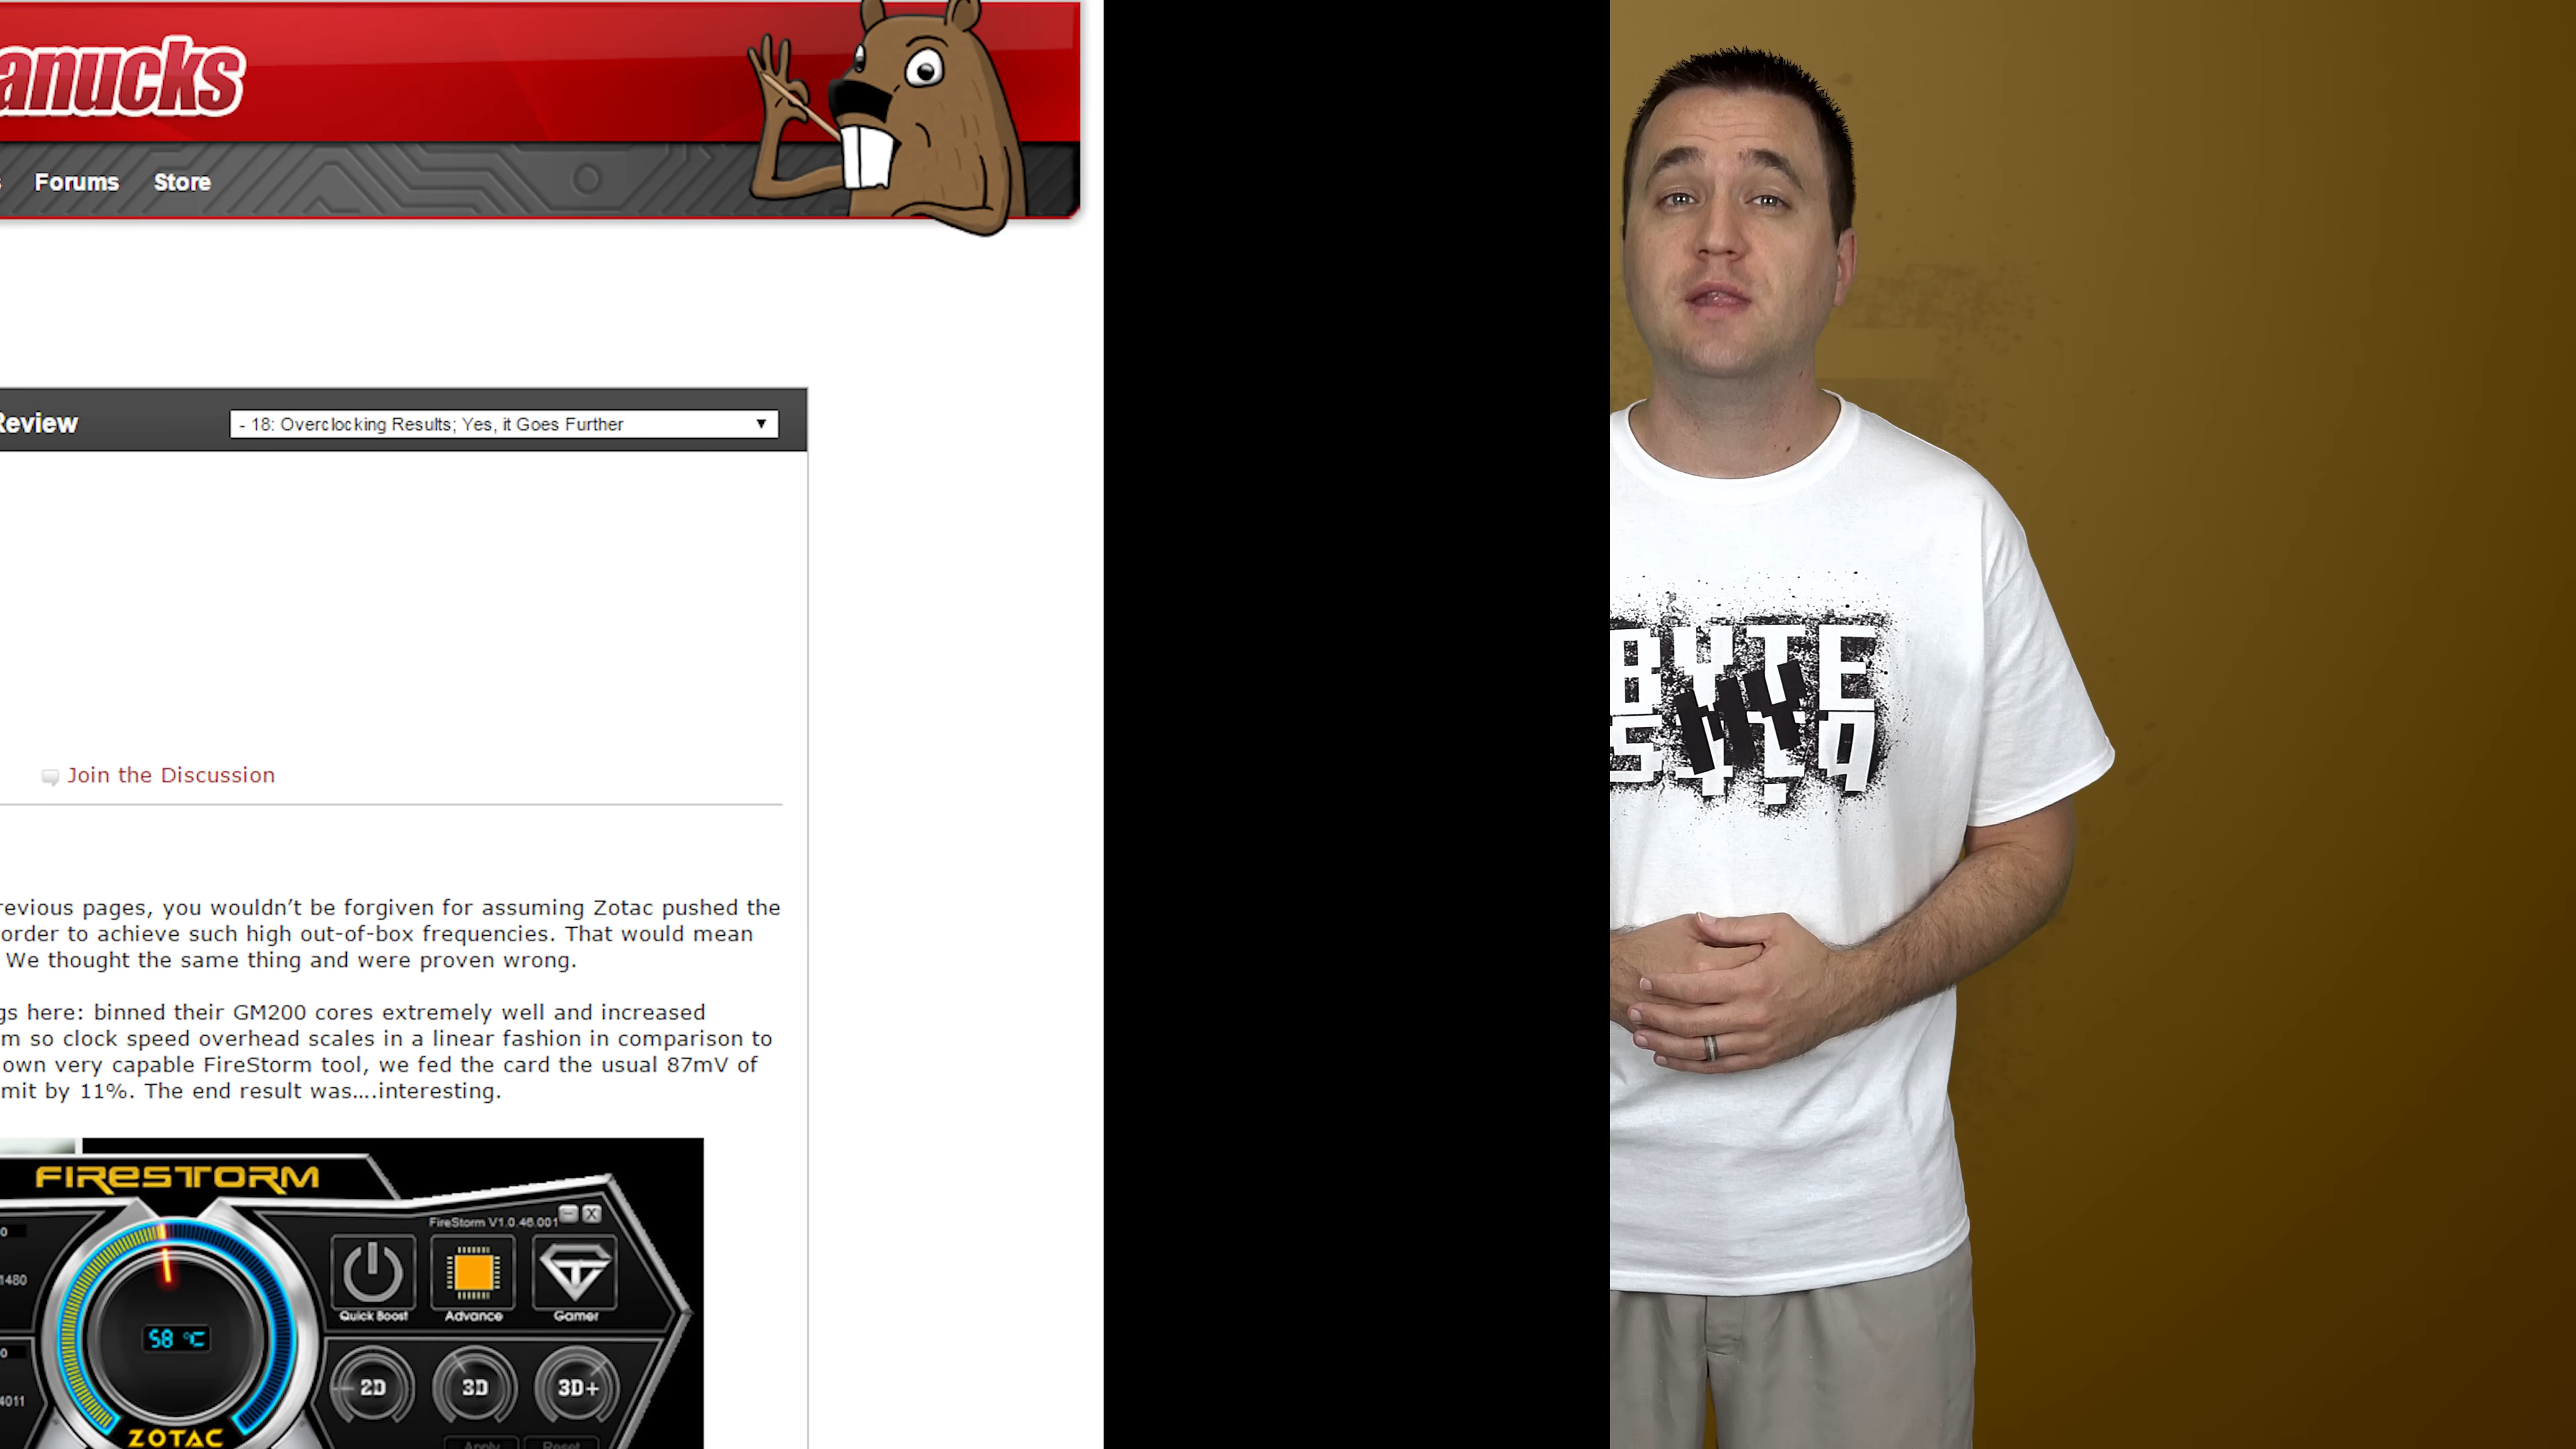 anucks
Forums Store
Review
- 18: Overclocking Results; Yes, it Goes Further
Join the Discussion
revious pages, you wouldn't be forgiven for assuming Zotac pushed the
order to achieve such high out-of-box frequencies. That would mean
We thought the same thing and were proven wrong.
gs here: binned their GM200 cores extremely well and increased
m so clock speed overhead scales in a linear fashion in comparison to
own very capable FireStorm tool, we fed the card the usual 87mV of
mit by 11%. The end result was....interesting.
FIRESTORM
FireStorm V1.0.46.001
Quick Boost Advance Gamer
1480
58 °C
2D 3D 3D+
4011
ZOTAC
Apply Reset
BYTE
MY